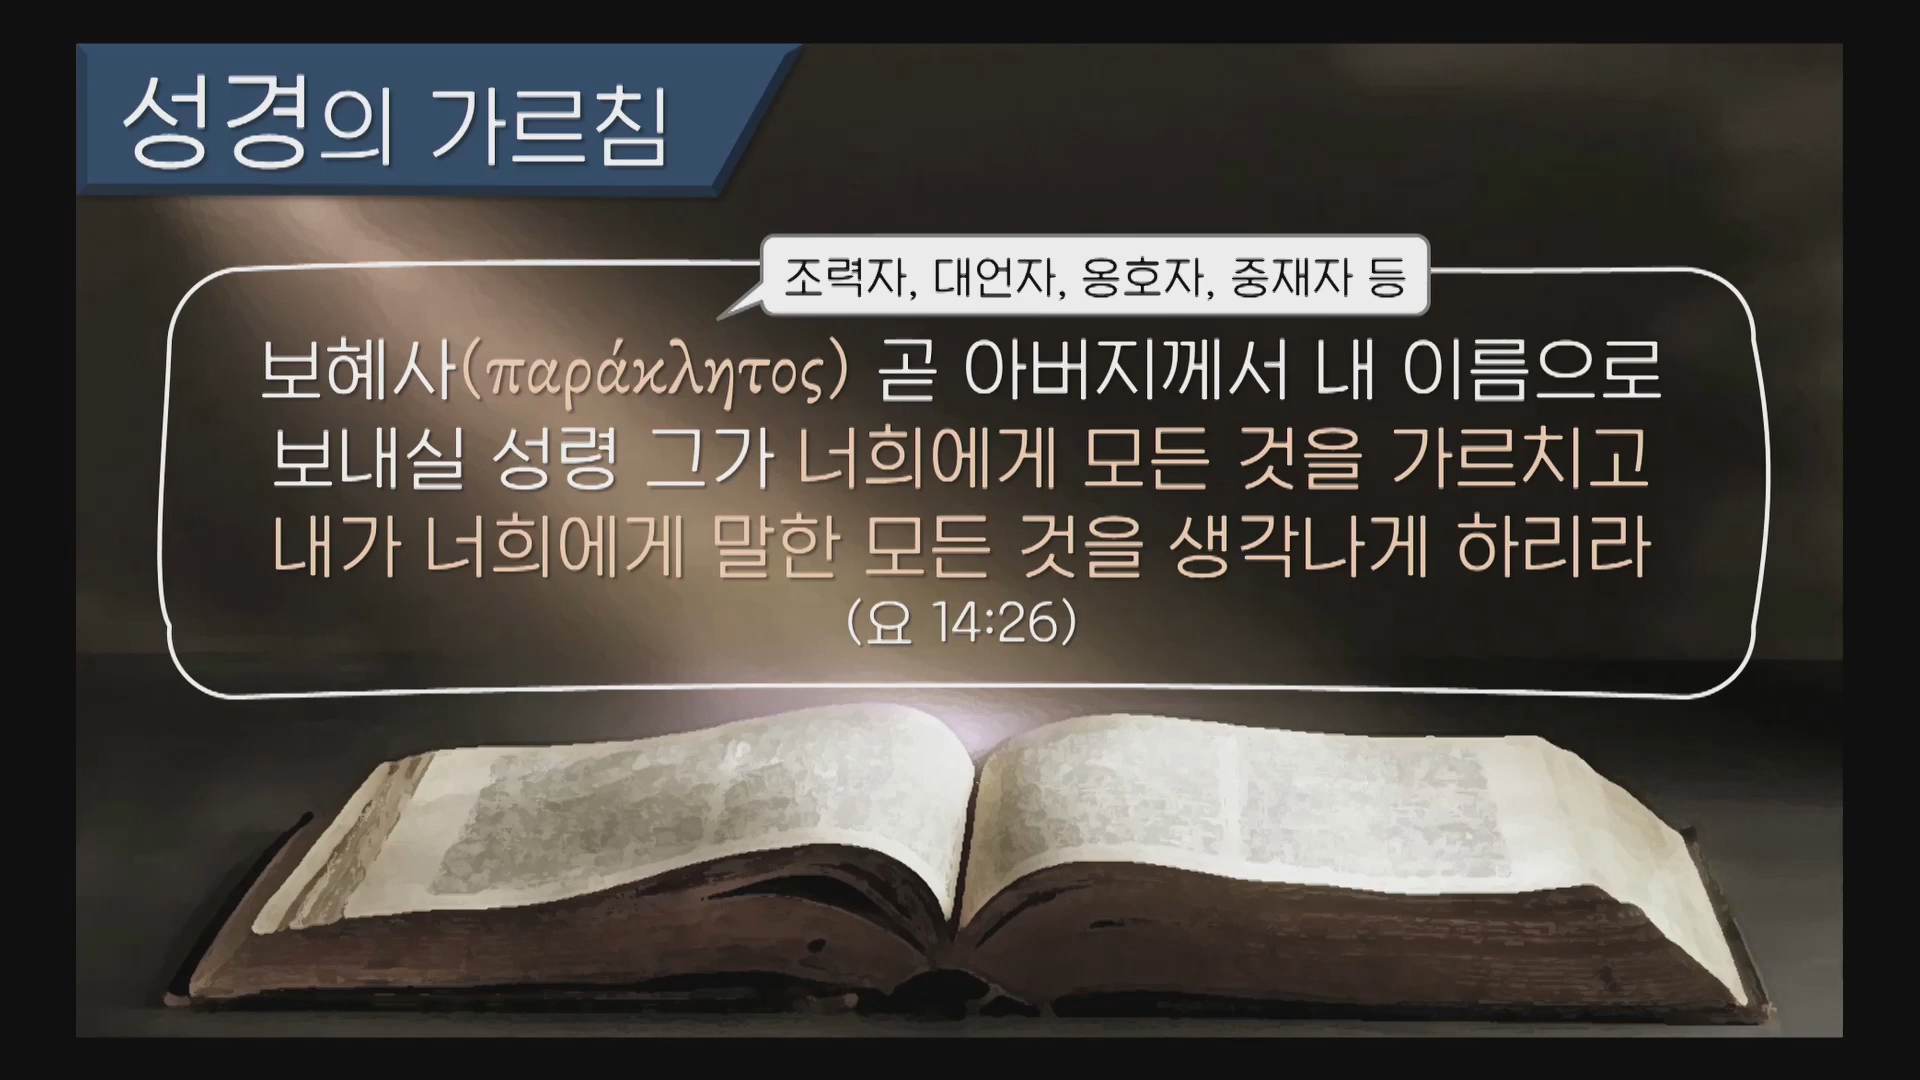 성경의 가르침
조력자, 대언자, 옹호자, 중재자 등
보혜사(παράκλητος) 곧 아버지께서 내 이름으로
보내실 성령 그가 너희에게 모든 것을 가르치고
내가 너희에게 말한 모든 것을 생각나게 하리라
(요 14:26)